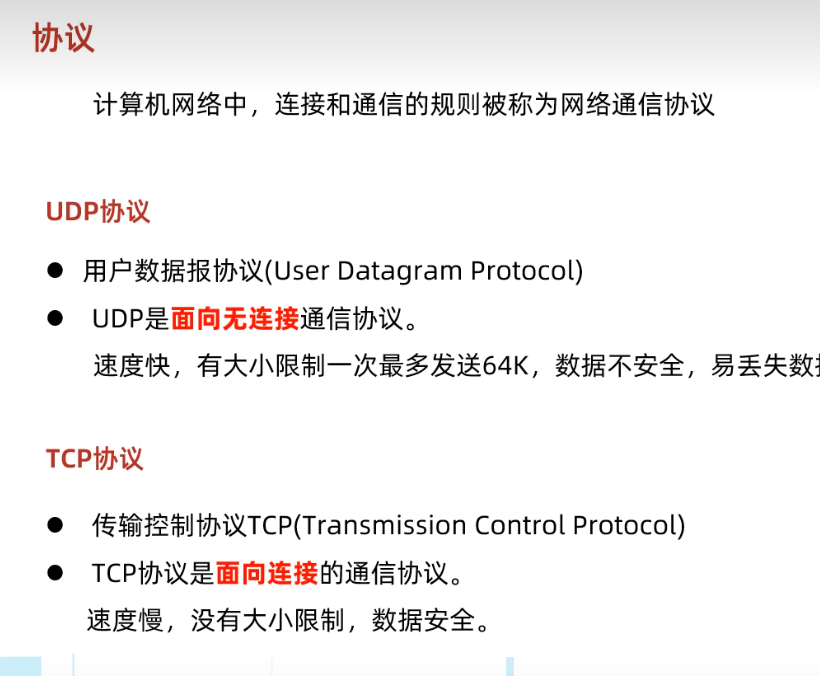 协议
计算机网络中，连接和通信的规则被称为网络通信协议
UDP协议
● 用户数据报协议(User Datagram Protocol)
● UDP是面向无连接通信协议。
速度快，有大小限制一次最多发送64K，数据不安全，易丢失数据
TCP协议
● 传输控制协议TCP(Transmission Control Protocol)
● TCP协议是面向连接的通信协议。
速度慢，没有大小限制，数据安全。